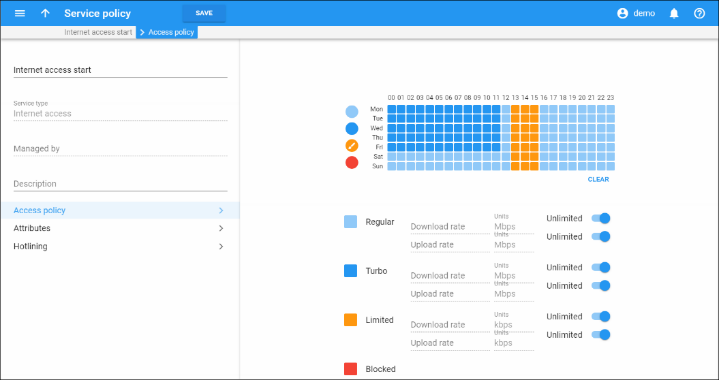 Service policy SAVE demo
Internet access start Access policy
Internet access start
Service type
Internet access
Managed by
Description
Access policy
Attributes
Hotlining
00 01 02 03 04 05 06 07 08 09 10 11 12 13 14 15 16 17 18 19 20 21 22 23
Mon
Tue
Wed
Thu
Fri
Sat
Sun
CLEAR
Regular Download rate Units Mbps Unlimited
Upload rate Units Mbps Unlimited
Turbo Download rate Units Mbps Unlimited
Upload rate Units Mbps Unlimited
Limited Download rate Units kbps Unlimited
Upload rate Units kbps Unlimited
Blocked